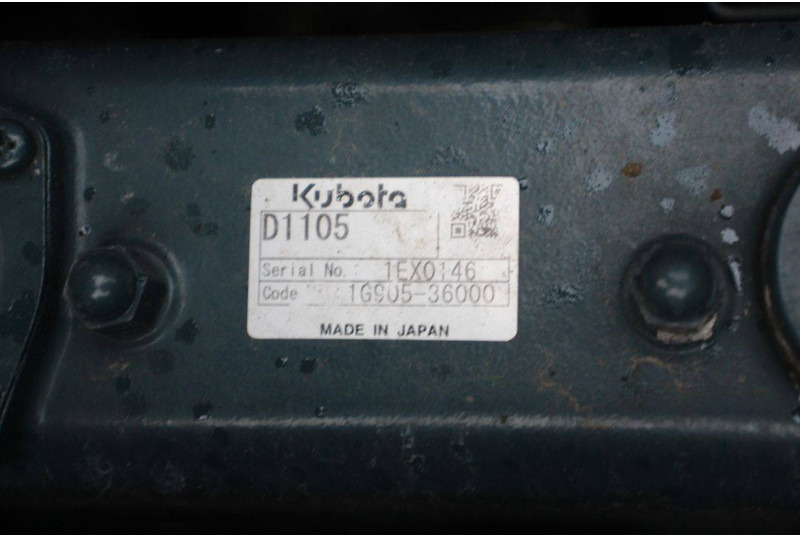 Kubota
D1105
Serial No. 1EX0146
Code 1G905-36000
MADE IN JAPAN